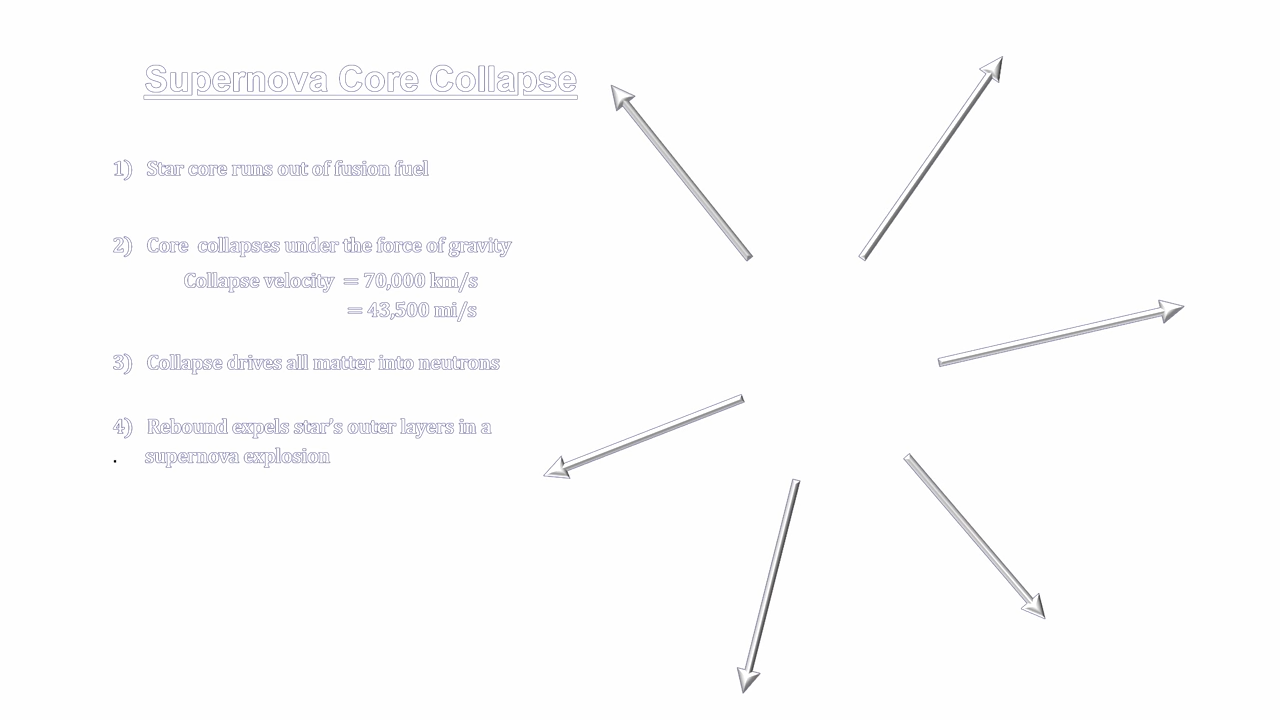 Supernova Core Collapse
1) Star core runs out of fusion fuel
2) Core collapses under the force of gravity
Collapse velocity = 70,000 km/s
= 43,500 mi/s
3) Collapse drives all matter into neutrons
4) Rebound expels star's outer layers in a
. supernova explosion